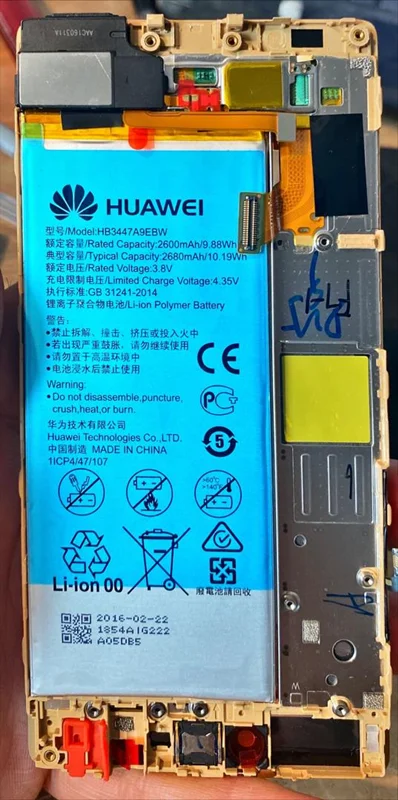 AAC160311A
HUAWEI
型号/Model:HB3447A9EBW
额定容量/Rated Capacity:2600mAh/9.88Wh
典型容量/Typical Capacity:2680mAh/10.19Wh
额定电压/Rated Voltage:3.8V
充电限制电压/Limited Charge Voltage:4.35V
执行标准/GB 31241-2014
锂离子聚合物电池/Li-ion Polymer Battery
警告:
•禁止拆解、撞击、挤压或投入火中
•若出现严重鼓胀、请勿继续使用
•请勿置于高温环境中
•电池浸水后禁止使用
CE
Warning:
• Do not disassemble,puncture,
crush,heat,or burn.
华为技术有限公司
Huawei Technologies Co.,LTD.
中国制造 MADE IN CHINA
1ICP4/47/107
5
>60°C
>140°F
Li-ion 00
廢電池請回收
2016-02-22
1854AIG222
A05DB5
W